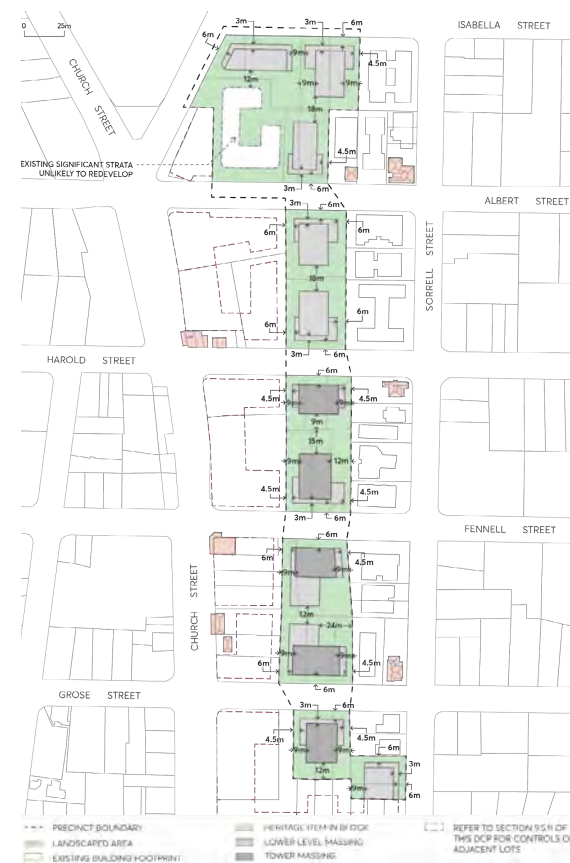 0
25m
ISABELLA STREET
CHURCH STREET
3m
3m
6m
6m
9m
4.5m
12m
9m
9m
18m
EXISTING SIGNIFICANT STRATA
UNLIKELY TO REDEVELOP
4.5m
3m
6m
ALBERT STREET
3m
6m
6m
6m
SORRELL STREET
18m
6m
6m
3m
6m
HAROLD STREET
6m
4.5m
4.5m
9m
9m
9m
15m
9m
12m
4.5m
4.5m
3m
6m
FENNELL STREET
6m
6m
4.5m
9m
9m
CHURCH STREET
12m
24m
9m
9m
6m
4.5m
6m
GROSE STREET
3m
6m
4.5m
4.5m
9m
9m
6m
12m
3m
9m
6m
PRECINCT BOUNDARY
LANDSCAPED AREA
EXISTING BUILDING FOOTPRINT
HERITAGE ITEM IN BLOCK
LOWER LEVEL MASSING
TOWER MASSING
REFER TO SECTION 9.5.11 OF
THIS DCP FOR CONTROLS O
ADJACENT LOTS